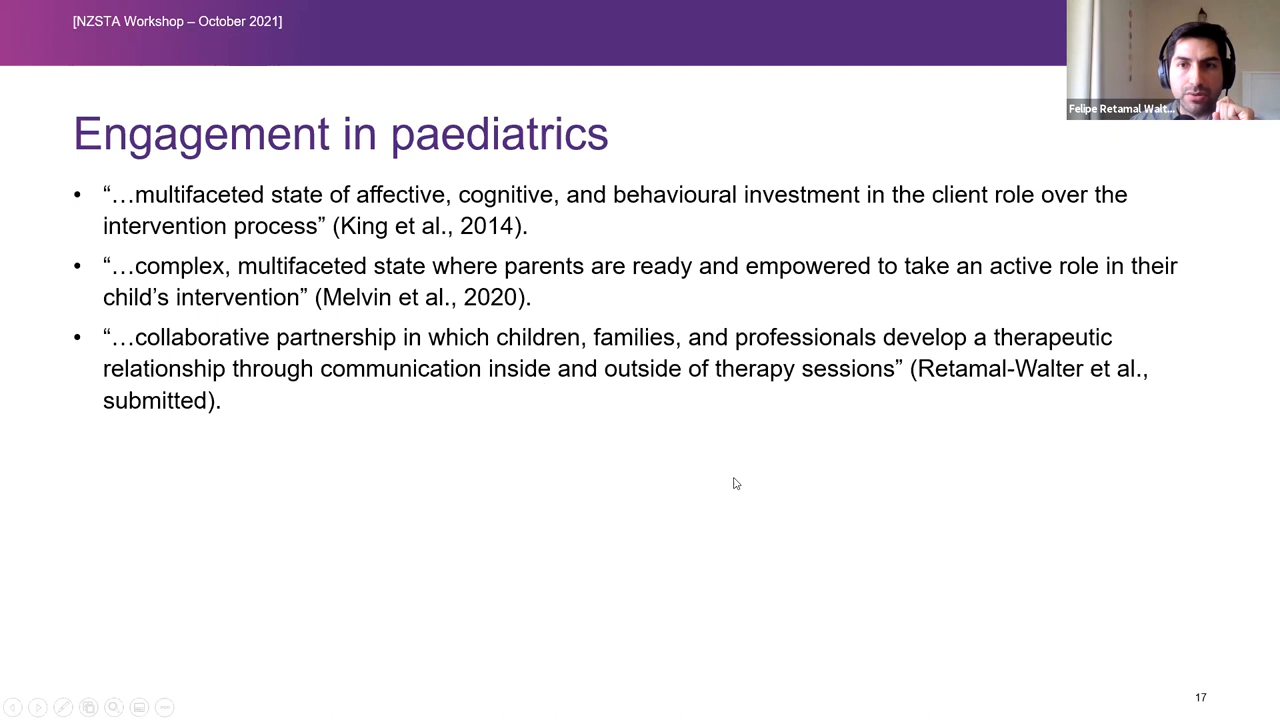 [NZSTA Workshop – October 2021]
Felipe Retamal Walt...
Engagement in paediatrics
• “…multifaceted state of affective, cognitive, and behavioural investment in the client role over the
intervention process” (King et al., 2014).
• “…complex, multifaceted state where parents are ready and empowered to take an active role in their
child’s intervention” (Melvin et al., 2020).
• “…collaborative partnership in which children, families, and professionals develop a therapeutic
relationship through communication inside and outside of therapy sessions” (Retamal-Walter et al.,
submitted).
17